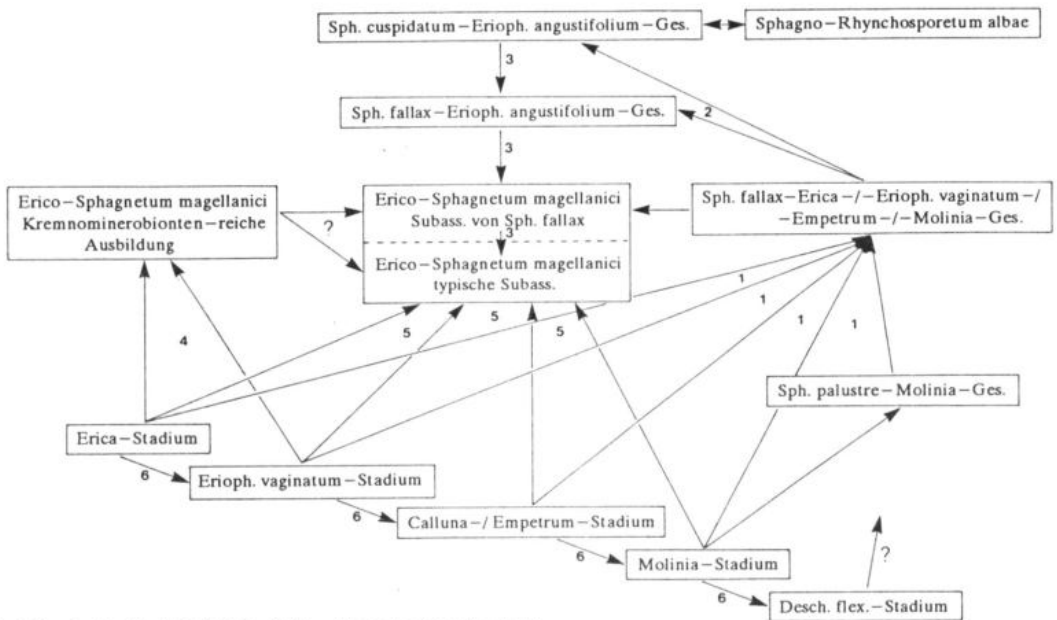 Sph. cuspidatum–Erioph. angustifolium–Ges.
Sphagno–Rhynchosporetum albae
3
2
Sph. fallax–Erioph. angustifolium–Ges.
3
Erico–Sphagnetum magellanici
Kremnominerobionten–reiche
Ausbildung
?
Erico–Sphagnetum magellanici
Subass. von Sph. fallax
3
Erico–Sphagnetum magellanici
typische Subass.
Sph. fallax–Erica–/–Erioph. vaginatum–/
–Empetrum–/–Molinia–Ges.
4
5
5
5
1
1
1
1
Sph. palustre–Molinia–Ges.
Erica–Stadium
6
Erioph. vaginatum–Stadium
6
Calluna–/ Empetrum–Stadium
6
Molinia–Stadium
6
?
Desch. flex.–Stadium